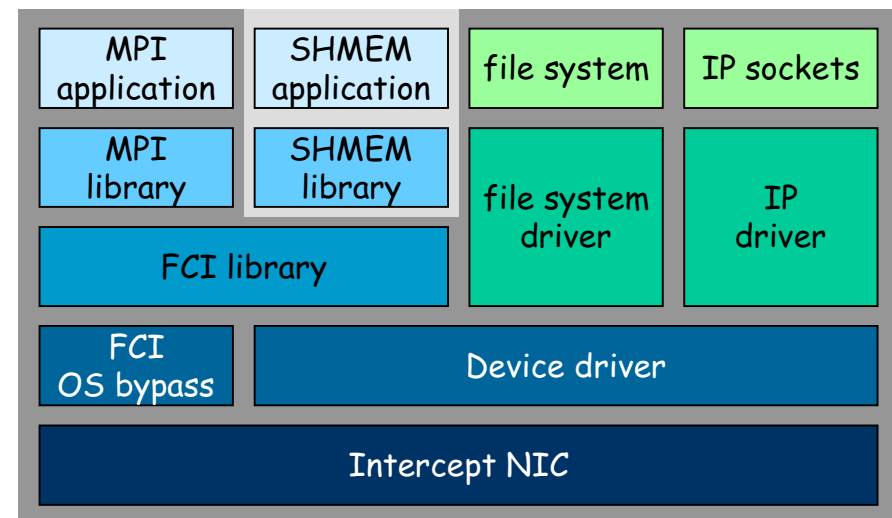 MPI
application
SHMEM
application
file system
IP sockets
MPI
library
SHMEM
library
file system
driver
IP
driver
FCI library
FCI
OS bypass
Device driver
Intercept NIC